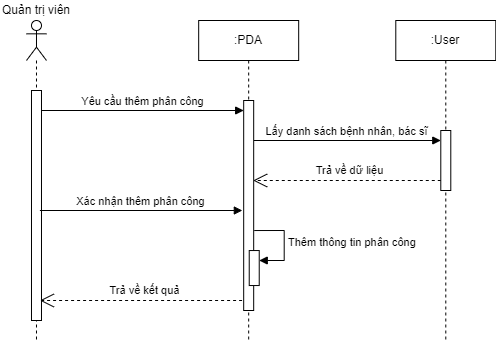 Quản trị viên
:PDA
:User
Yêu cầu thêm phân công
Lấy danh sách bệnh nhân, bác sĩ
Trả về dữ liệu
Xác nhận thêm phân công
Thêm thông tin phân công
Trả về kết quả